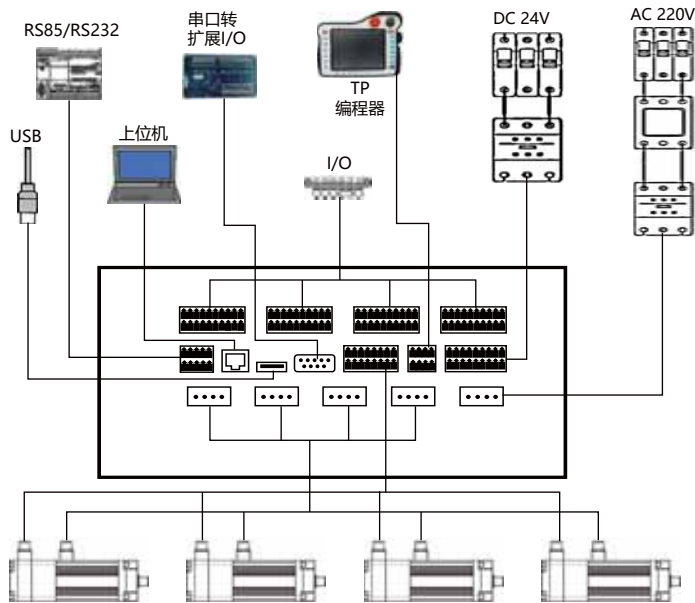 RS85/RS232
串口转
扩展I/O
TP
编程器
DC 24V
AC 220V
USB
上位机
I/O